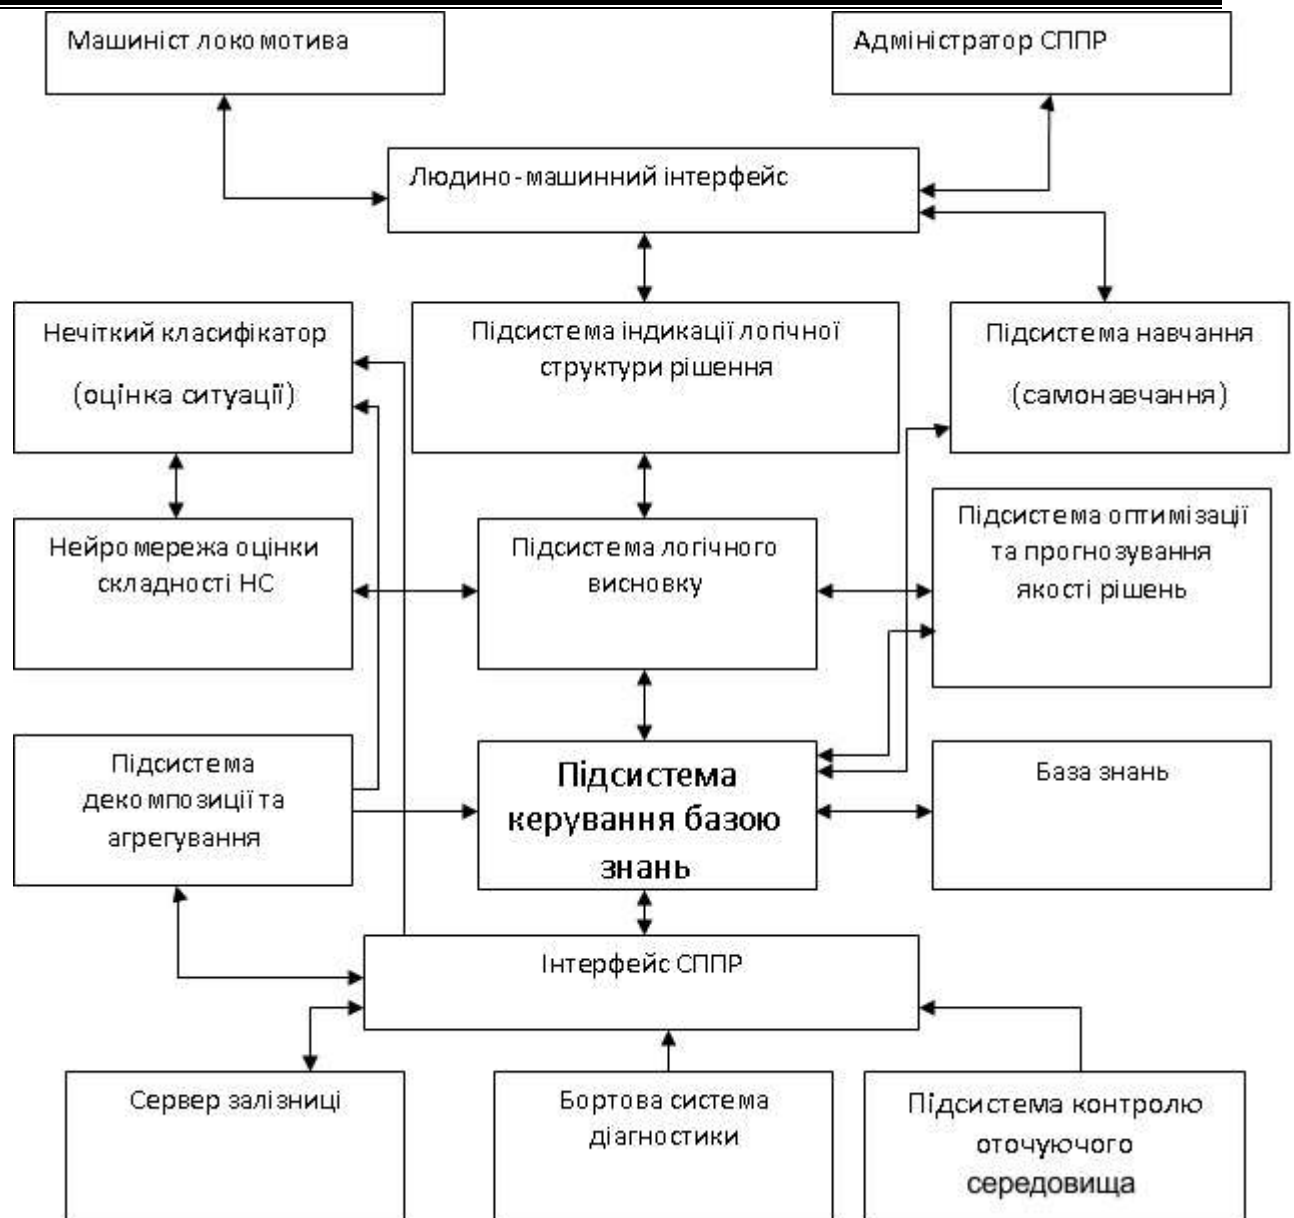 Машиніст локомотива
Адміністратор СППР
Людино-машинний інтерфейс
Нечіткий класифікатор
(оцінка ситуації)
Підсистема індикації логічної
структури рішення
Підсистема навчання
(самонавчання)
Нейромережа оцінки
складності НС
Підсистема логічного
висновку
Підсистема оптимізації
та прогнозування
якості рішень
Підсистема
декомпозиції та
агрегування
Підсистема
керування базою
знань
База знань
Інтерфейс СППР
Сервер залізниці
Бортова система
діагностики
Підсистема контролю
оточуючого
середовища